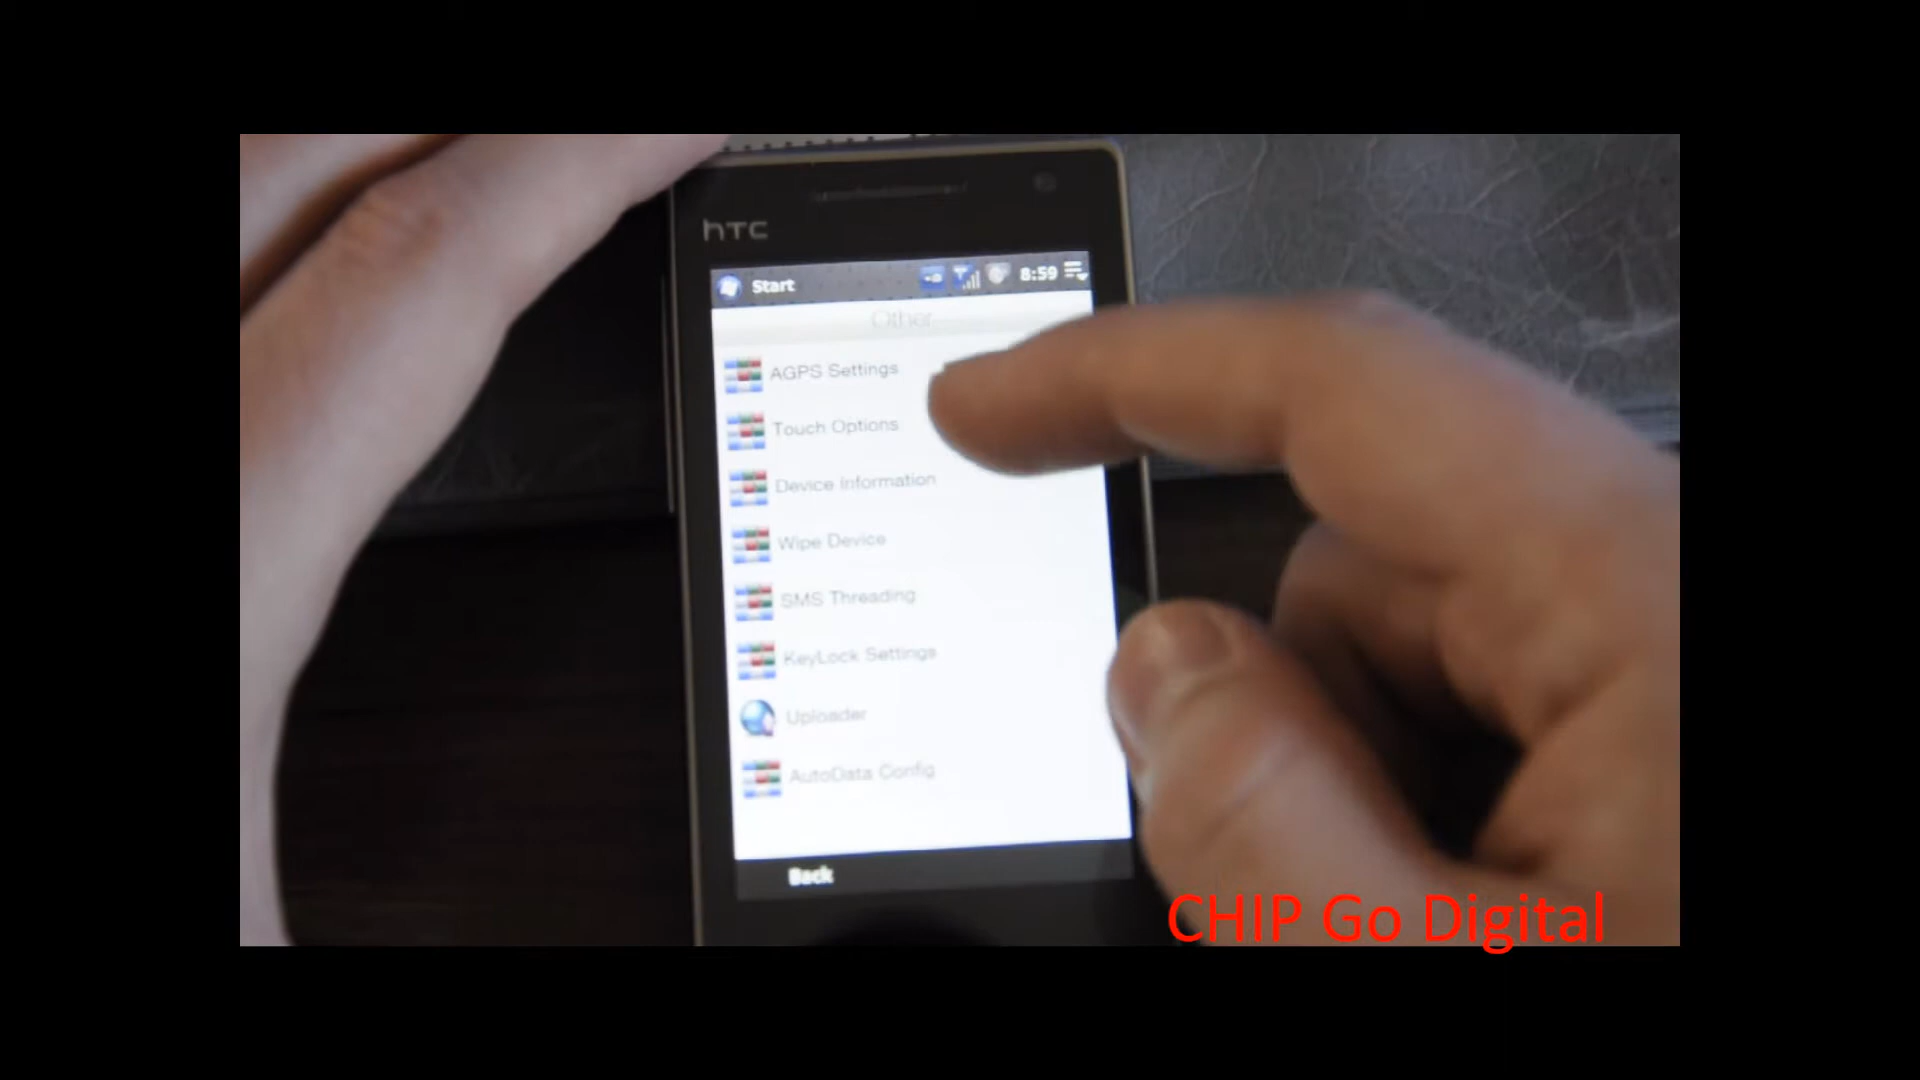 hTC
Start 8:59
Other
AGPS Settings
Touch Options
Device Information
Wipe Device
SMS Threading
KeyLock Settings
Uploader
AutoData Config
Back
CHIP Go Digital